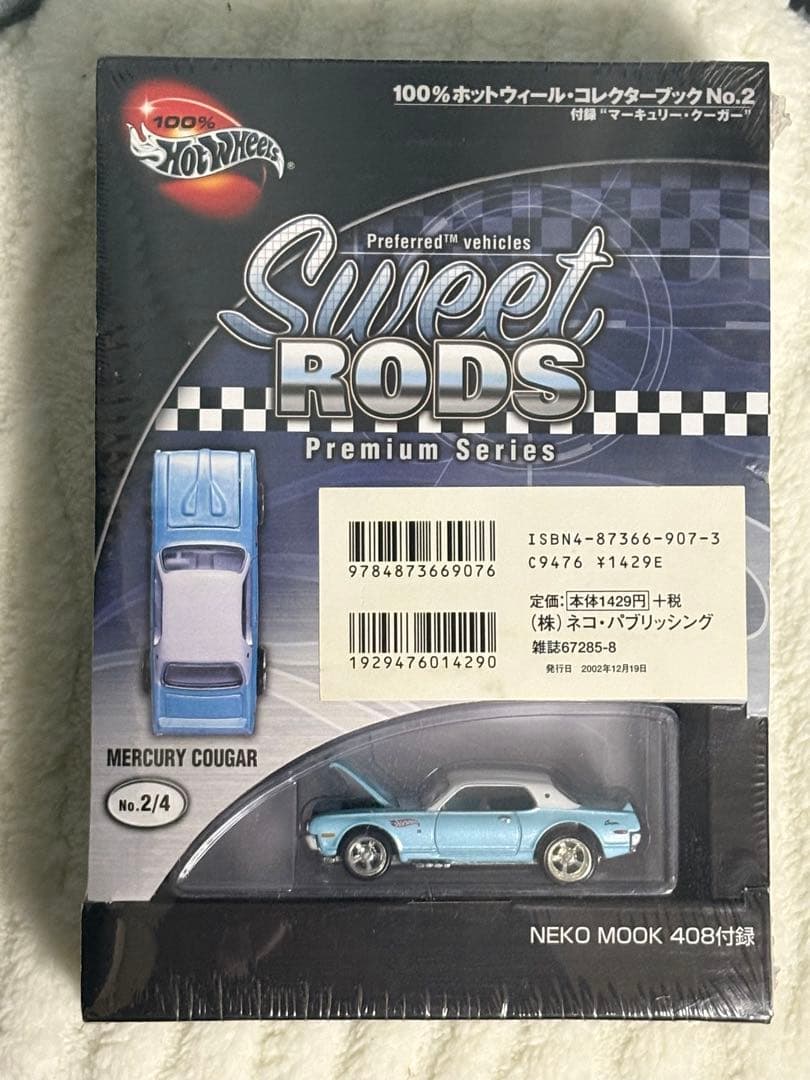 100%ホットウィール・コレクターブック No.2
付録"マーキュリー・クーガー"
100%
HOT WHEELS®
Preferred™ vehicles
Sweet
RODS
Premium Series
9784873669076
ISBN4-87366-907-3
C9476 ¥1429E
定価：本体1429円＋税
（株）ネコ・パブリッシング
1929476014290
雑誌67285-8
発行日　2002年12月19日
MERCURY COUGAR
No.2/4
NEKO MOOK 408付録